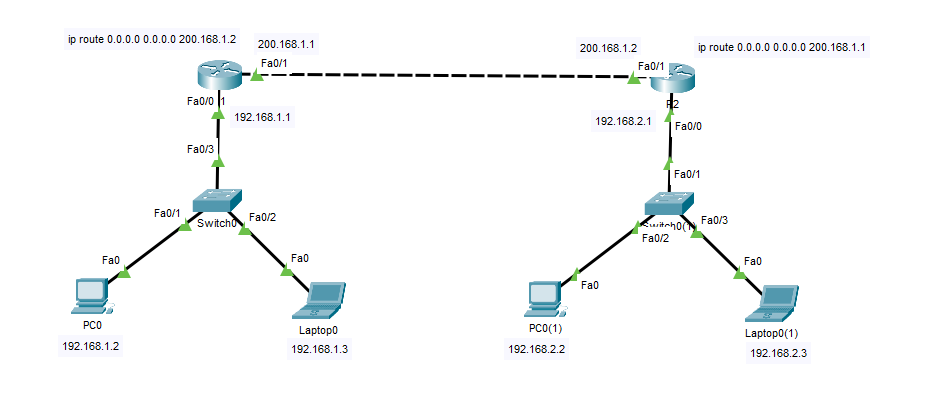 ip route 0.0.0.0 0.0.0.0 200.168.1.2
200.168.1.1
200.168.1.2
ip route 0.0.0.0 0.0.0.0 200.168.1.1
Fa0/1
Fa0/1
Fa0/0
192.168.1.1
R2
192.168.2.1
Fa0/0
Fa0/3
Fa0/1
Fa0/1
Fa0/2
Switch0
Switch0(1)
Fa0/3
Fa0/2
Fa0
Fa0
Fa0
Fa0
PC0
Laptop0
PC0(1)
Laptop0(1)
192.168.1.2
192.168.1.3
192.168.2.2
192.168.2.3